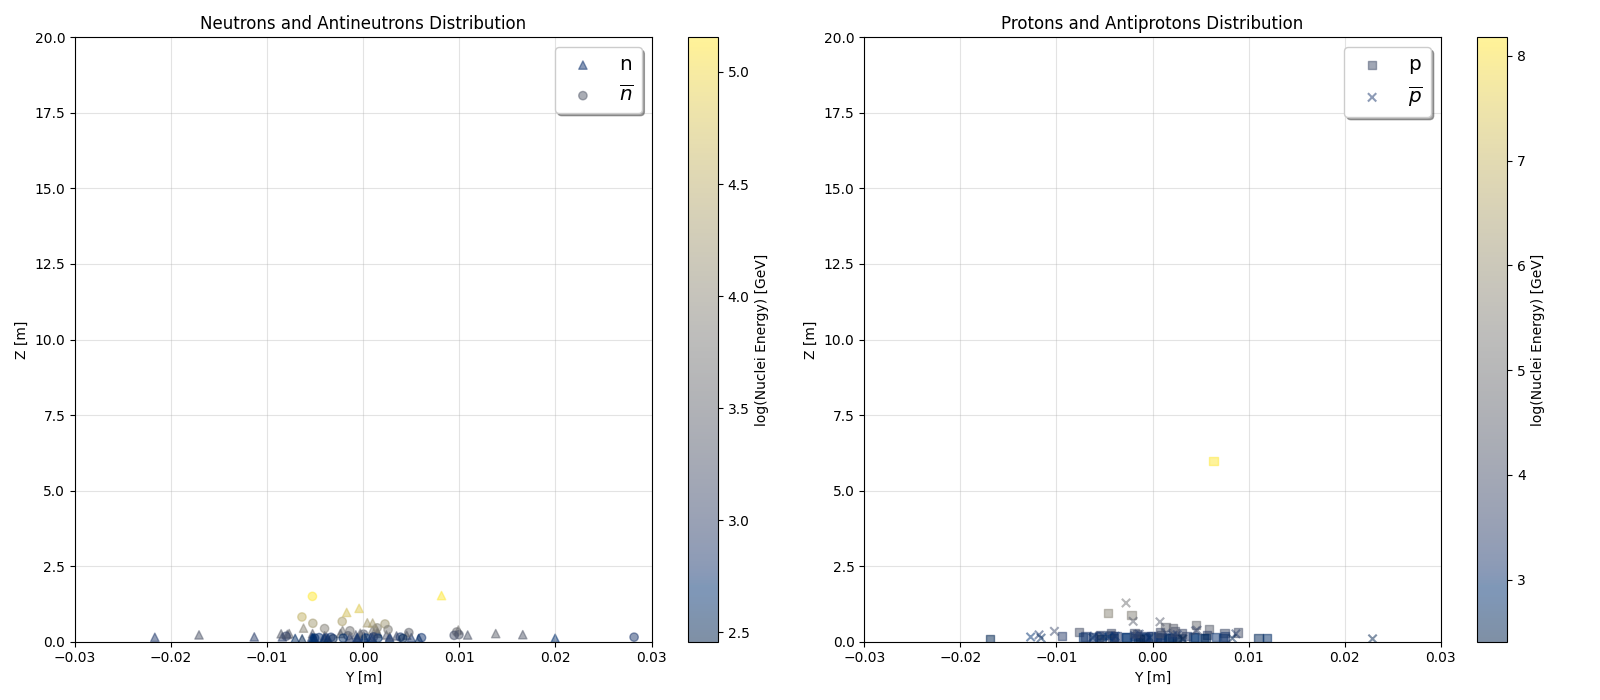 Neutrons and Antineutrons Distribution
20.0
17.5
15.0
12.5
10.0
7.5
5.0
2.5
0.0
Z [m]
−0.03 −0.02 −0.01 0.00 0.01 0.02 0.03
Y [m]
n
n̅
5.0
4.5
4.0
3.5
3.0
2.5
log(Nuclei Energy) [GeV]
Protons and Antiprotons Distribution
20.0
17.5
15.0
12.5
10.0
7.5
5.0
2.5
0.0
Z [m]
−0.03 −0.02 −0.01 0.00 0.01 0.02 0.03
Y [m]
p
p̅
8
7
6
5
4
3
log(Nuclei Energy) [GeV]